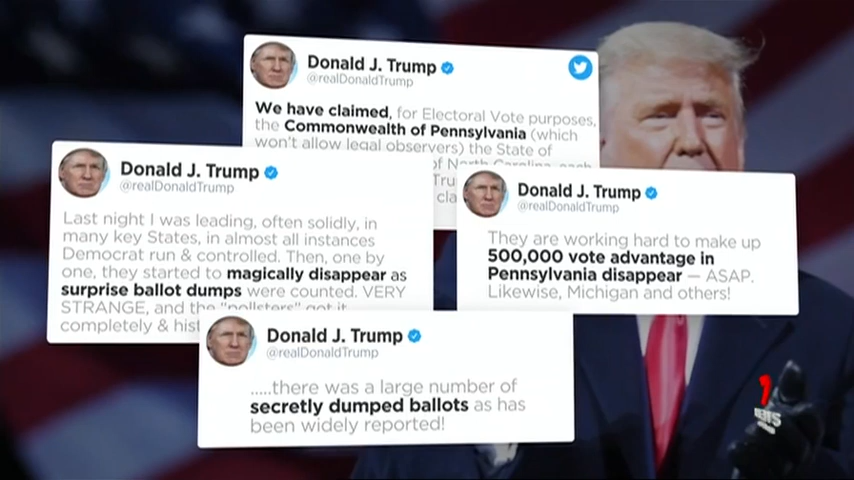 Donald J. Trump
@realDonaldTrump
We have claimed, for Electoral Vote purposes,
the Commonwealth of Pennsylvania (which
won't allow legal observers) the State of
of North Carolina, each
Donald J. Trump
@realDonaldTrump
Last night I was leading, often solidly, in
many key States, in almost all instances
Democrat run & controlled. Then, one by
one, they started to magically disappear as
surprise ballot dumps were counted. VERY
STRANGE, and the "pollsters" got it
completely & hist
Donald J. Trump
@realDonaldTrump
They are working hard to make up
500,000 vote advantage in
Pennsylvania disappear — ASAP.
Likewise, Michigan and others!
Donald J. Trump
@realDonaldTrump
.....there was a large number of
secretly dumped ballots as has
been widely reported!
NEWS